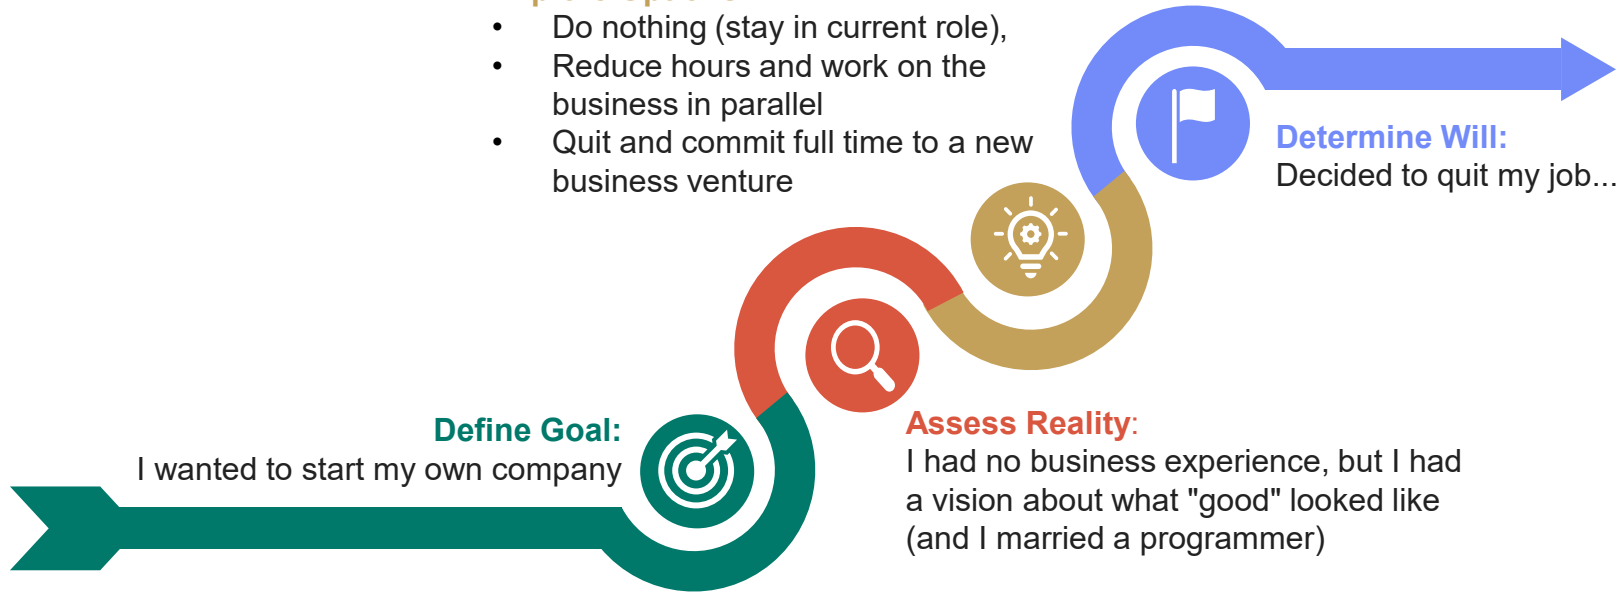 • Do nothing (stay in current role),
• Reduce hours and work on the
business in parallel
• Quit and commit full time to a new
business venture
Determine Will:
Decided to quit my job...
Define Goal:
I wanted to start my own company
Assess Reality:
I had no business experience, but I had
a vision about what "good" looked like
(and I married a programmer)